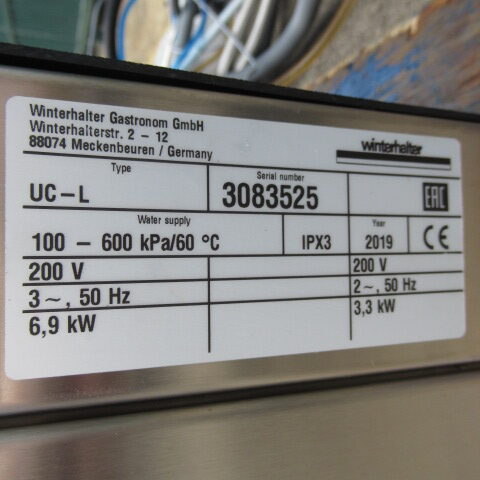 Winterhalter Gastronom GmbH
Winterhalterstr. 2 – 12
88074 Meckenbeuren / Germany
winterhalter
Type
Serial number
UC–L
3083525
EAC
Water supply
Year
100 – 600 kPa/60 °C
IPX3
2019
CE
200 V
200 V
3 ~, 50 Hz
2 ~, 50 Hz
6,9 kW
3,3 kW